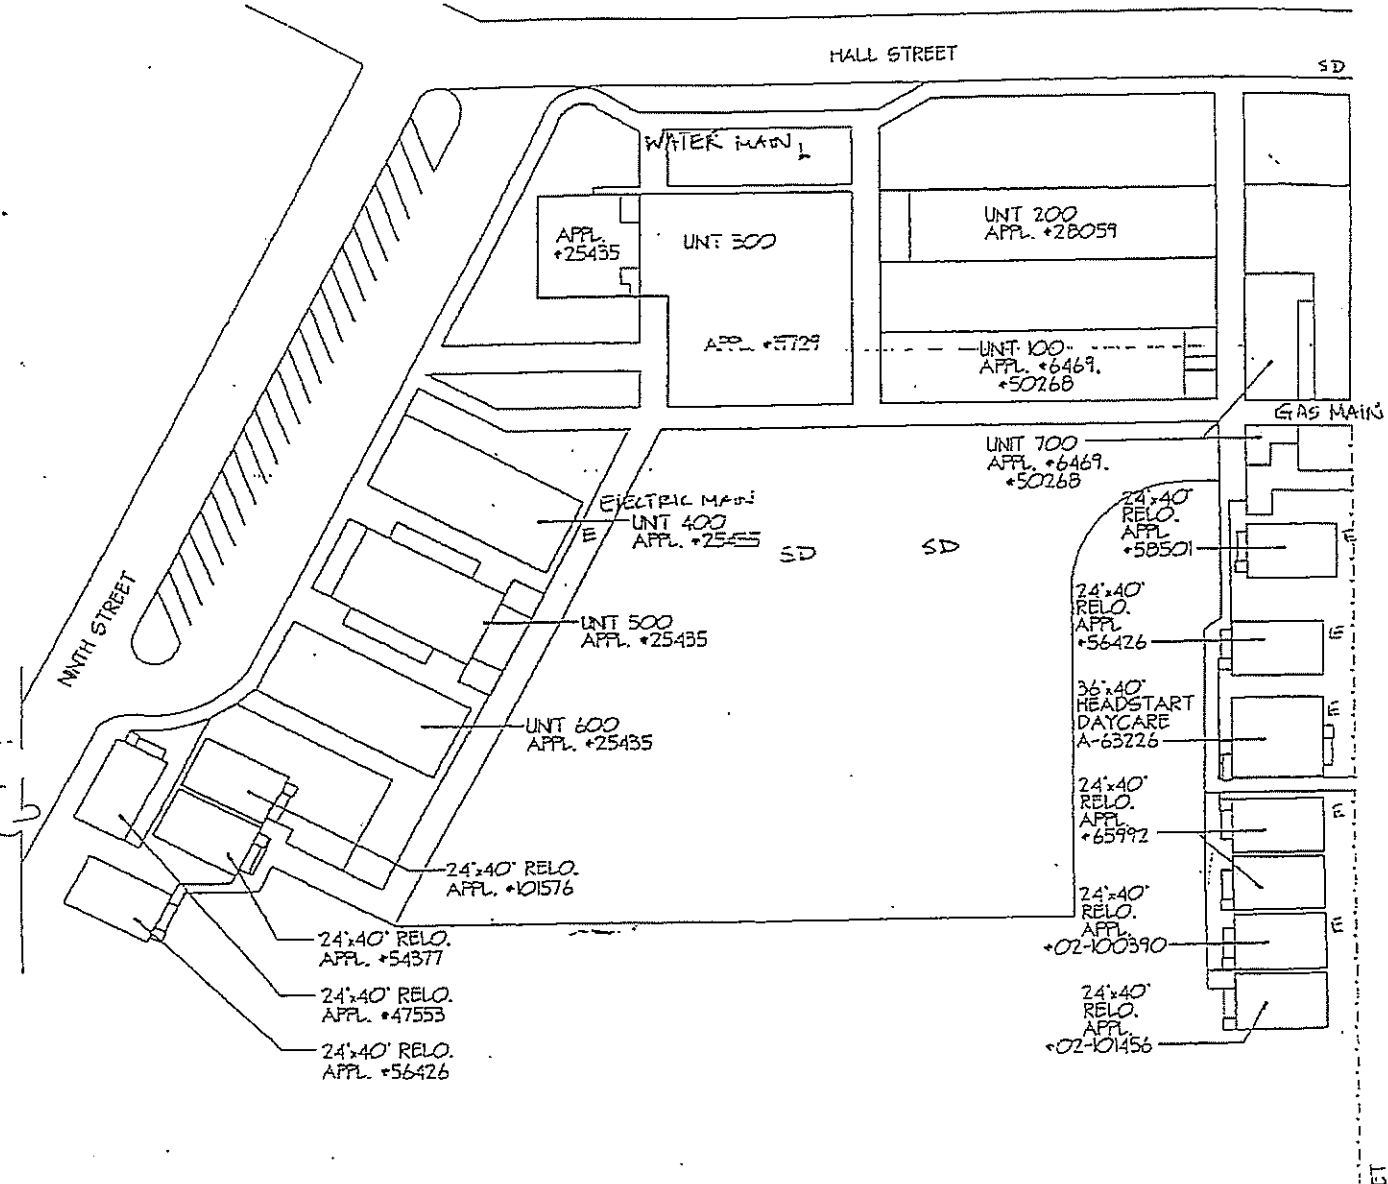 HALL STREET
SD
WATER MAIN
APPL.
*25435
UNIT 300
UNIT 200
APPL. *28059
APPL. *5729
UNIT 100
APPL. *6469.
*50268
GAS MAIN
UNIT 700
APPL. *6469.
*50268
ELECTRIC MAIN
UNIT 400
APPL.
E
SD
SD
24'x40'
RELO.
APPL
*58501
E
NINTH STREET
UNIT 500
APPL. *25435
24'x40'
RELO.
APPL
*56426
E
36'x40'
HEADSTART
DAYCARE
A-63226
E
UNIT 600
APPL. *25435
24'x40'
RELO.
APPL.
*65992
E
24'x40' RELO.
APPL. *101576
24'x40'
RELO.
APPL.
*02-100390
E
24'x40' RELO.
APPL. *54377
24'x40' RELO.
APPL. *47553
24'x40'
RELO.
APPL.
*02-101456
24'x40' RELO.
APPL. *56426
ET